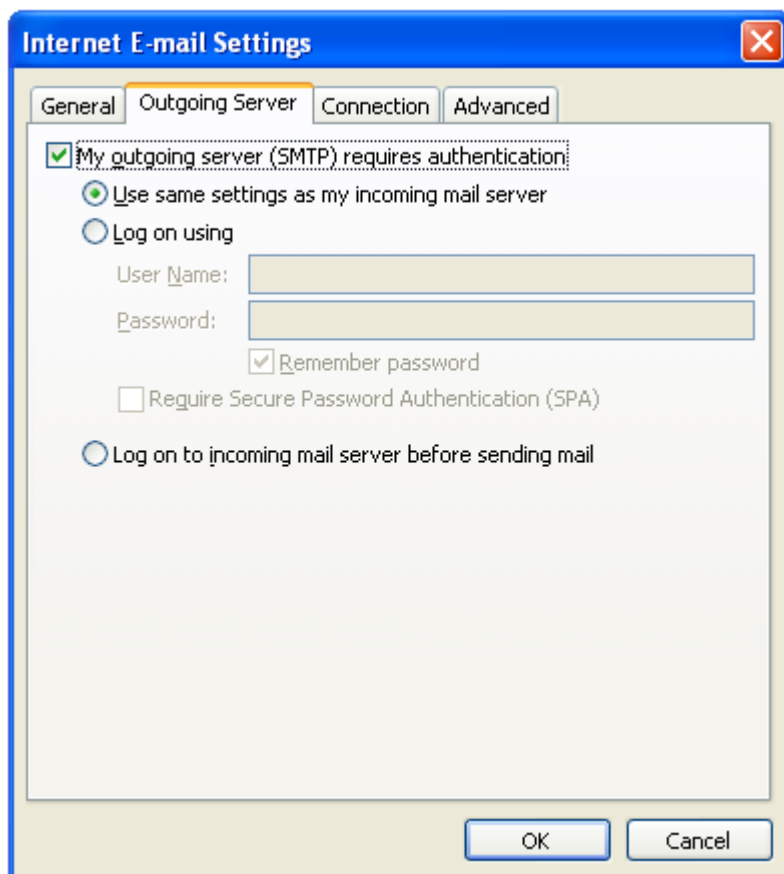 Internet E-mail Settings
General Outgoing Server Connection Advanced
My outgoing server (SMTP) requires authentication
Use same settings as my incoming mail server
Log on using
User Name:
Password:
Remember password
Require Secure Password Authentication (SPA)
Log on to incoming mail server before sending mail
OK Cancel